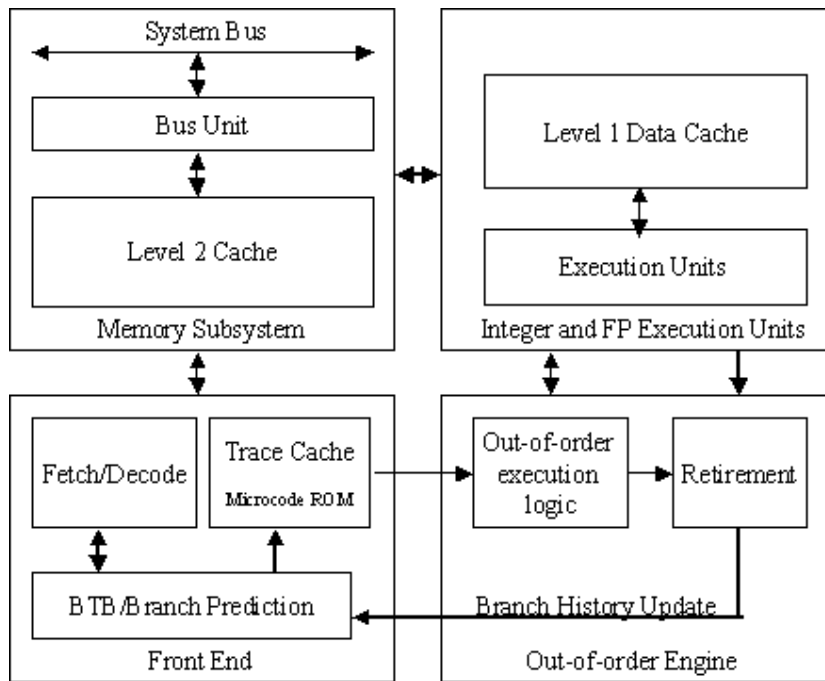 System Bus
Bus Unit
Level 2 Cache
Memory Subsystem
Level 1 Data Cache
Execution Units
Integer and FP Execution Units
Fetch/Decode
Trace Cache
Microcode ROM
BTB/Branch Prediction
Front End
Out-of-order
execution
logic
Retirement
Branch History Update
Out-of-order Engine